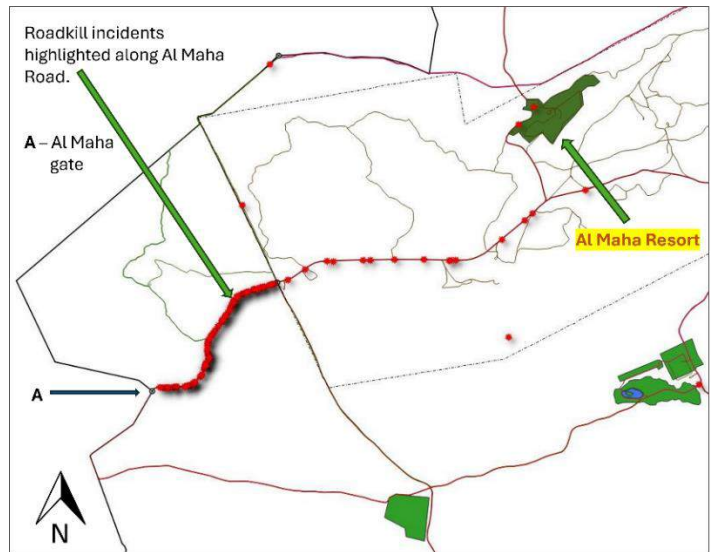 Roadkill incidents
highlighted along Al Maha
Road.
A – Al Maha
gate
Al Maha Resort
A
N